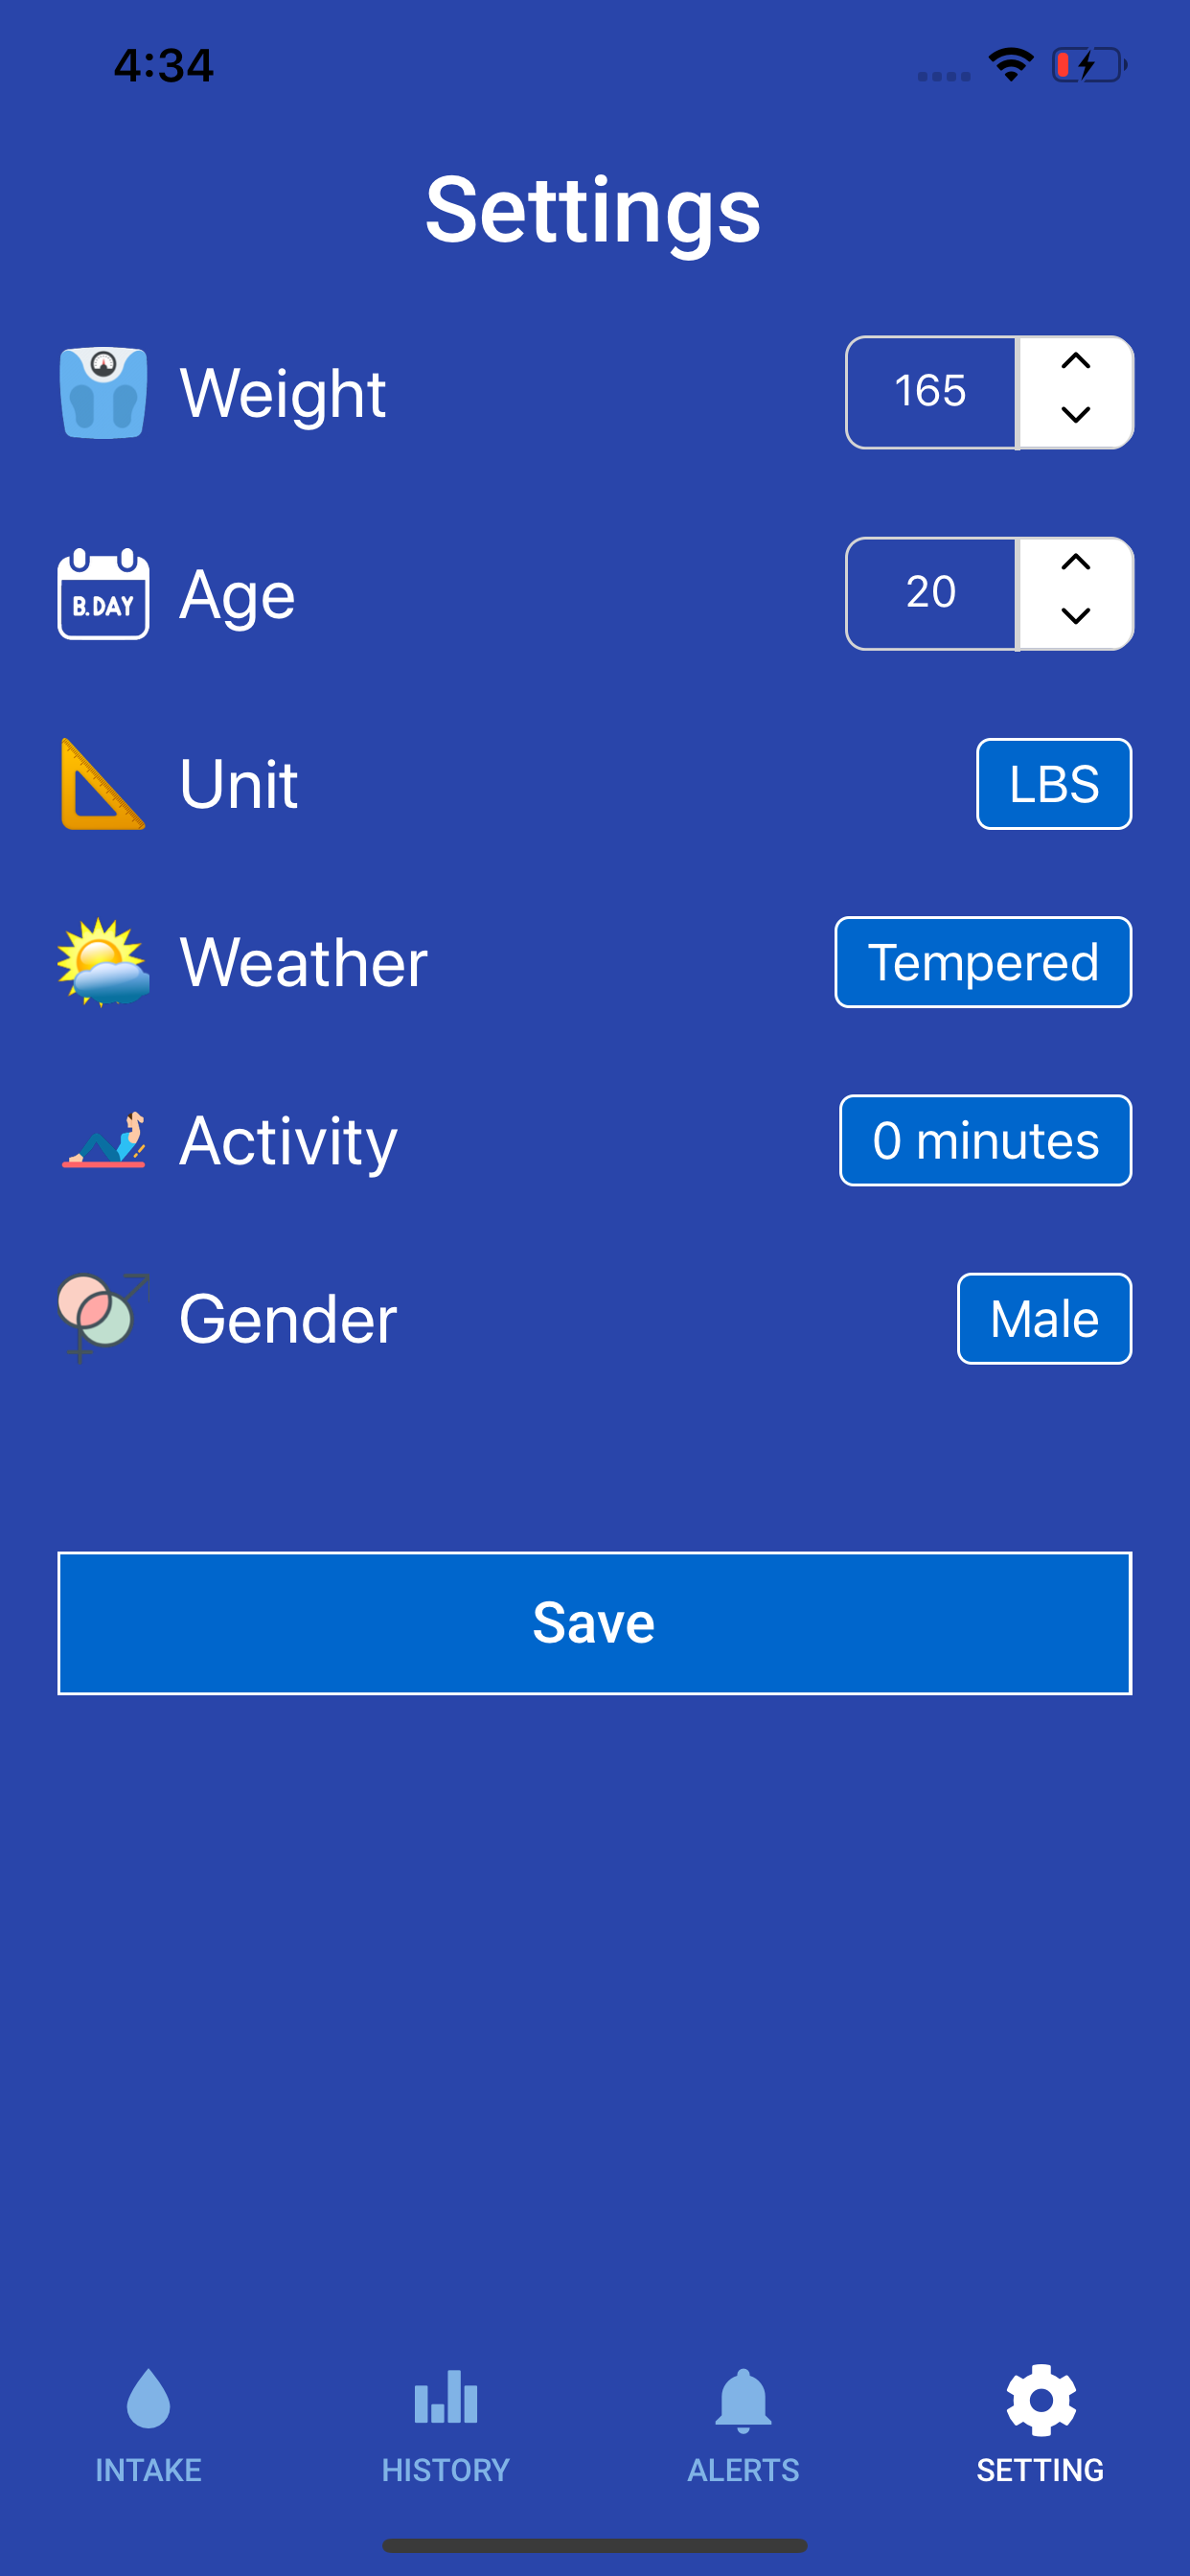 4:34
Settings
Weight
165
B.DAY
Age
20
Unit
LBS
Weather
Tempered
Activity
0 minutes
Gender
Male
Save
INTAKE
HISTORY
ALERTS
SETTING